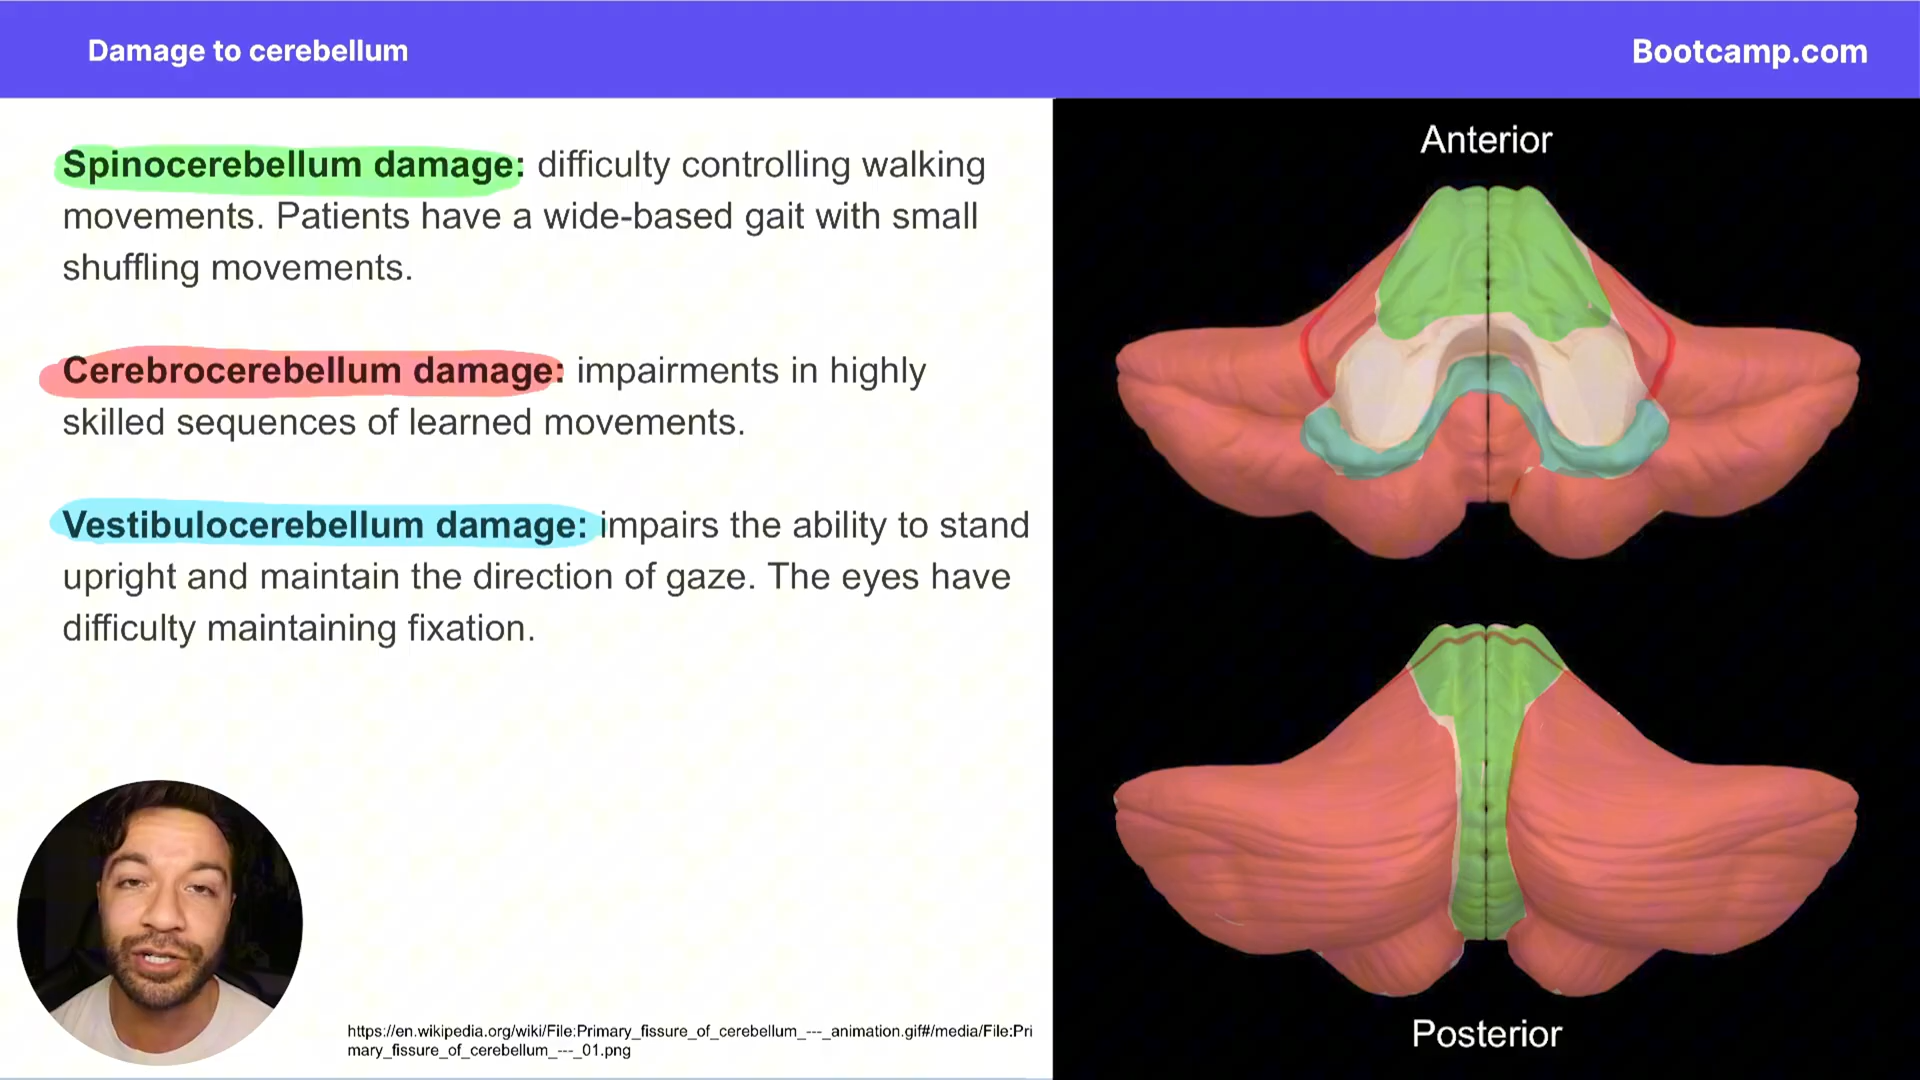 Damage to cerebellum
Bootcamp.com
Spinocerebellum damage: difficulty controlling walking
movements. Patients have a wide-based gait with small
shuffling movements.
Cerebrocerebellum damage: impairments in highly
skilled sequences of learned movements.
Vestibulocerebellum damage: impairs the ability to stand
upright and maintain the direction of gaze. The eyes have
difficulty maintaining fixation.
https://en.wikipedia.org/wiki/File:Primary_fissure_of_cerebellum_---_animation.gif#/media/File:Pri
mary_fissure_of_cerebellum_---_01.png
Anterior
Posterior